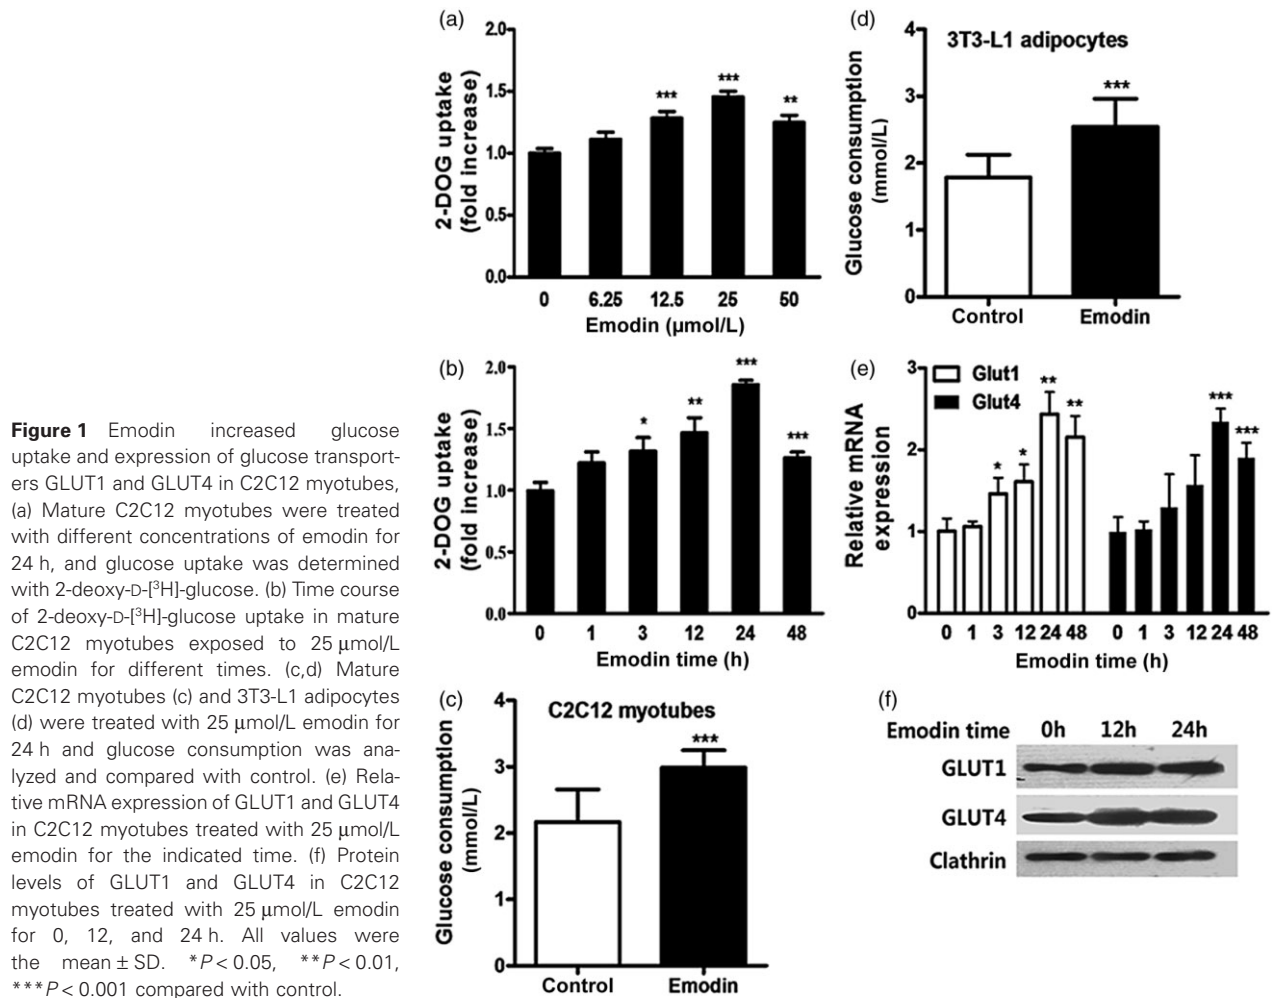 Figure 1 Emodin increased glucose
uptake and expression of glucose transport-
ers GLUT1 and GLUT4 in C2C12 myotubes,
(a) Mature C2C12 myotubes were treated
with different concentrations of emodin for
24 h, and glucose uptake was determined
with 2-deoxy-D-[³H]-glucose. (b) Time course
of 2-deoxy-D-[³H]-glucose uptake in mature
C2C12 myotubes exposed to 25 μmol/L
emodin for different times. (c,d) Mature
C2C12 myotubes (c) and 3T3-L1 adipocytes
(d) were treated with 25 μmol/L emodin for
24 h and glucose consumption was ana-
lyzed and compared with control. (e) Rela-
tive mRNA expression of GLUT1 and GLUT4
in C2C12 myotubes treated with 25 μmol/L
emodin for the indicated time. (f) Protein
levels of GLUT1 and GLUT4 in C2C12
myotubes treated with 25 μmol/L emodin
for 0, 12, and 24 h. All values were
the mean ± SD. *P < 0.05, **P < 0.01,
***P < 0.001 compared with control.
(a)
2-DOG uptake
(fold increase)
2.0
1.5
1.0
0.5
0.0
*** *** **
0 6.25 12.5 25 50
Emodin (μmol/L)
(b)
2-DOG uptake
(fold increase)
2.0
1.5
1.0
0.5
0.0
* ** *** ***
0 1 3 12 24 48
Emodin time (h)
(c)
C2C12 myotubes
Glucose consumption
(mmol/L)
4
3
2
1
0
***
Control Emodin
(d)
3T3-L1 adipocytes
Glucose consumption
(mmol/L)
4
3
2
1
0
***
Control Emodin
(e)
Glut1
Glut4
Relative mRNA
expression
3
2
1
0
* * ** ** *** ***
0 1 3 12 24 48 0 1 3 12 24 48
Emodin time (h)
(f)
Emodin time 0h 12h 24h
GLUT1
GLUT4
Clathrin